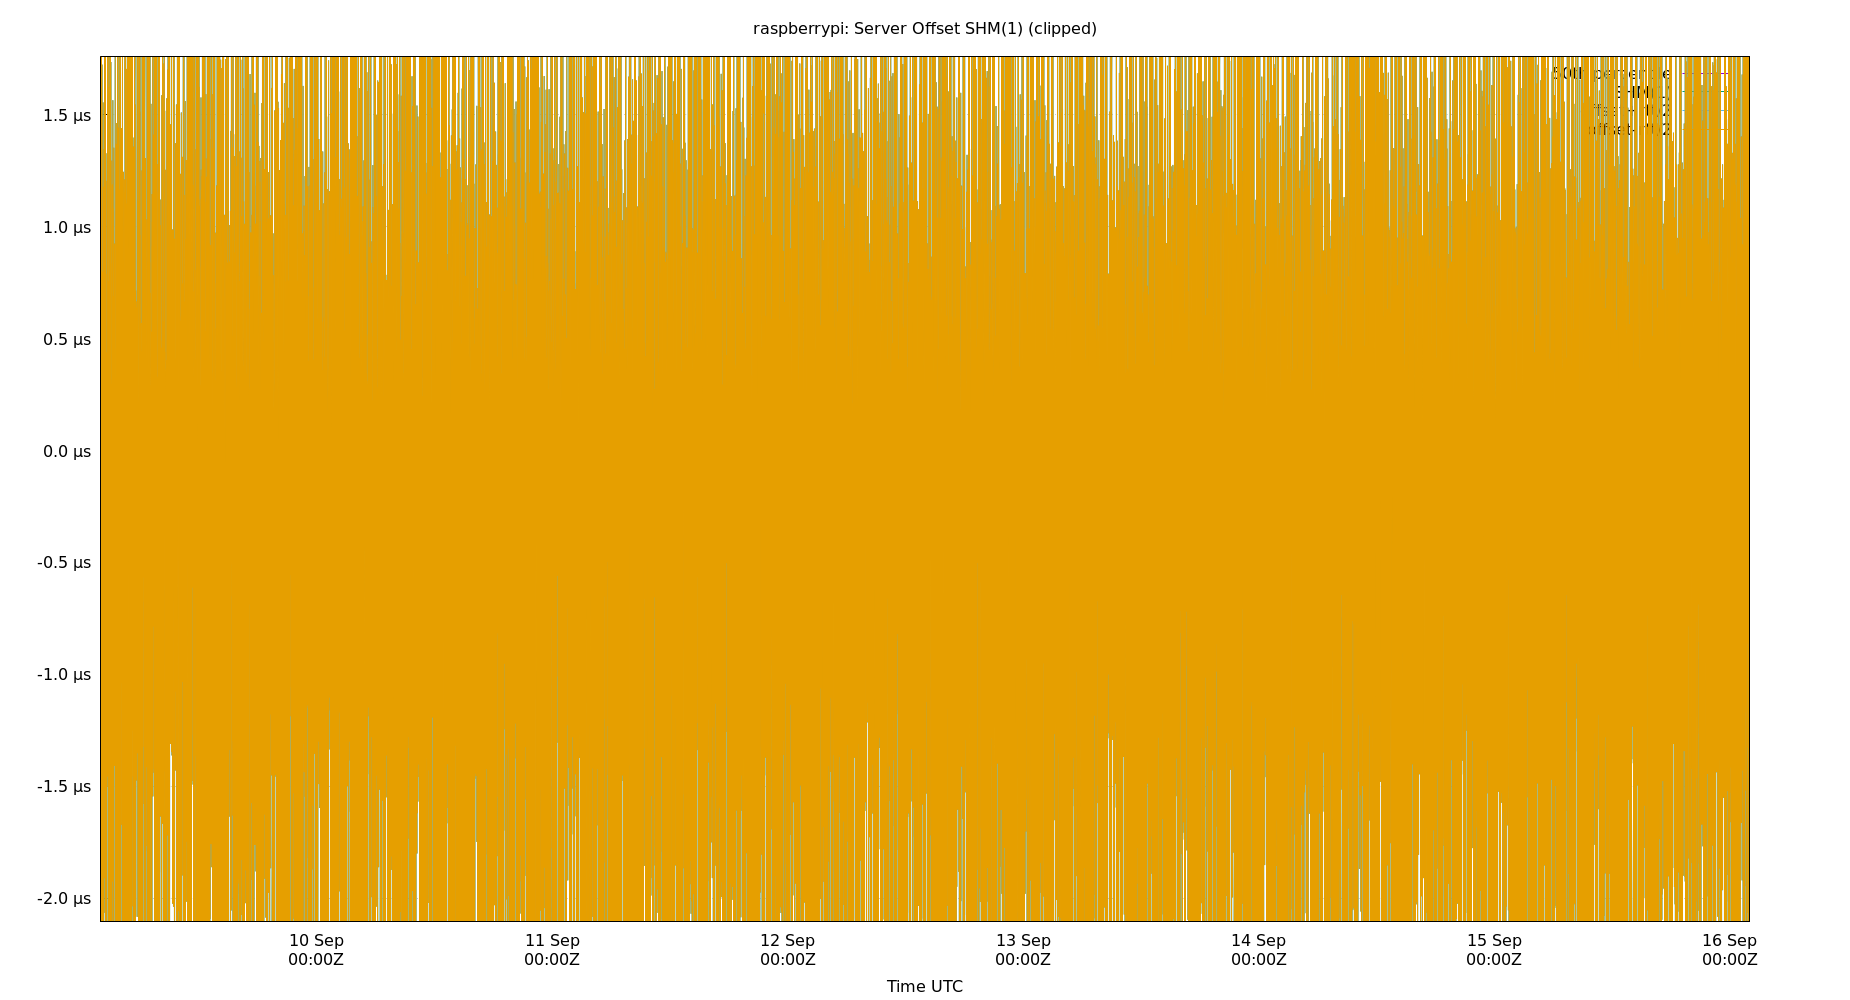 raspberrypi: Server Offset SHM(1) (clipped)
1.5 µs
1.0 µs
0.5 µs
0.0 µs
-0.5 µs
-1.0 µs
-1.5 µs
-2.0 µs
10 Sep 11 Sep 12 Sep 13 Sep 14 Sep 15 Sep 16 Sep
00:00Z 00:00Z 00:00Z 00:00Z 00:00Z 00:00Z 00:00Z
Time UTC